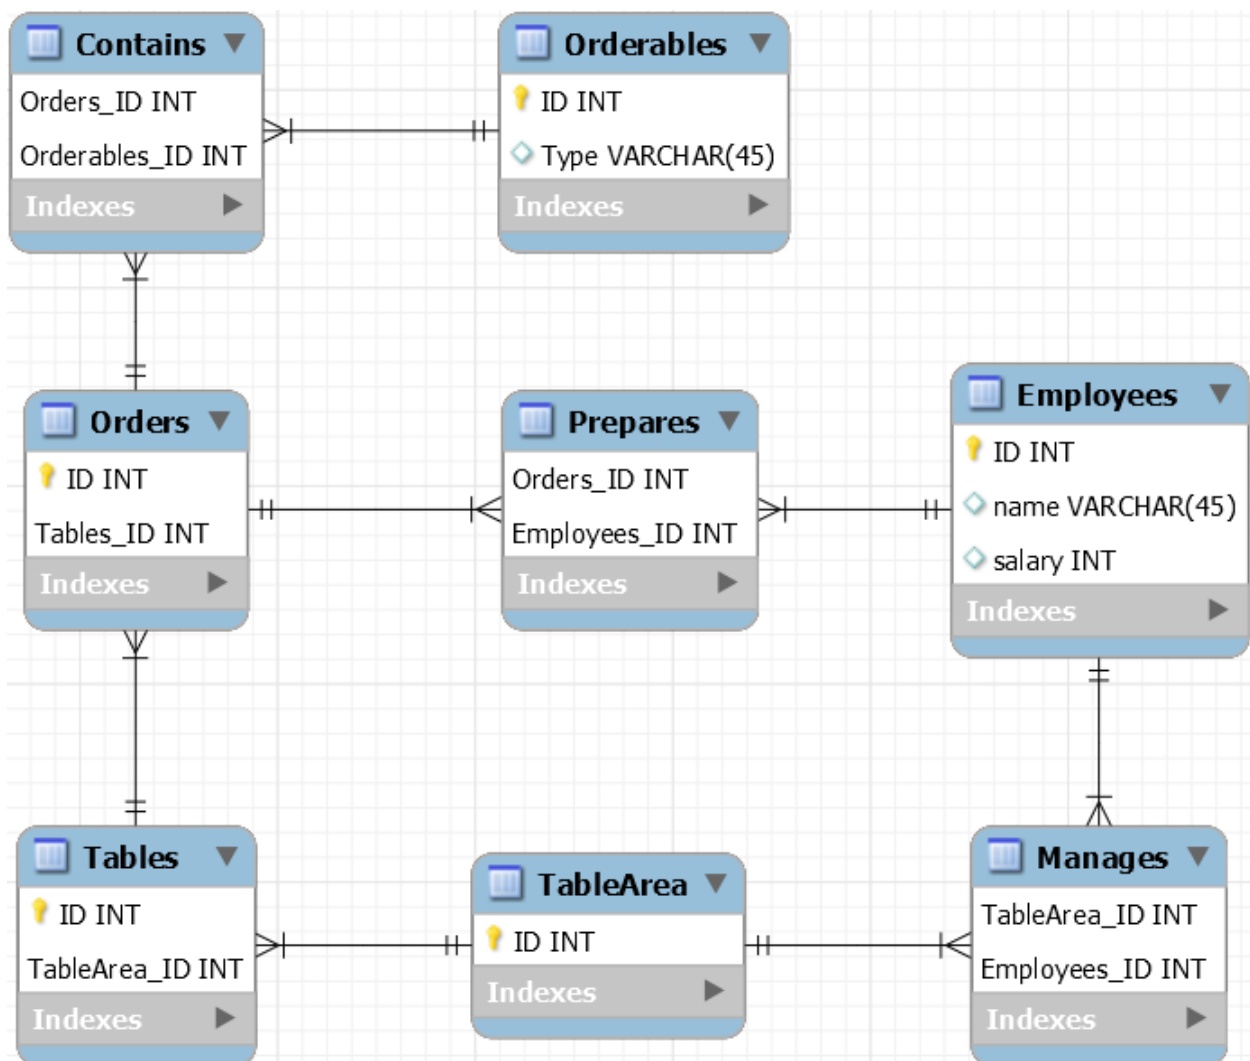 Contains
Orders_ID INT
Orderables_ID INT
Indexes
Orderables
ID INT
Type VARCHAR(45)
Indexes
Orders
ID INT
Tables_ID INT
Indexes
Prepares
Orders_ID INT
Employees_ID INT
Indexes
Employees
ID INT
name VARCHAR(45)
salary INT
Indexes
Tables
ID INT
TableArea_ID INT
Indexes
TableArea
ID INT
Indexes
Manages
TableArea_ID INT
Employees_ID INT
Indexes